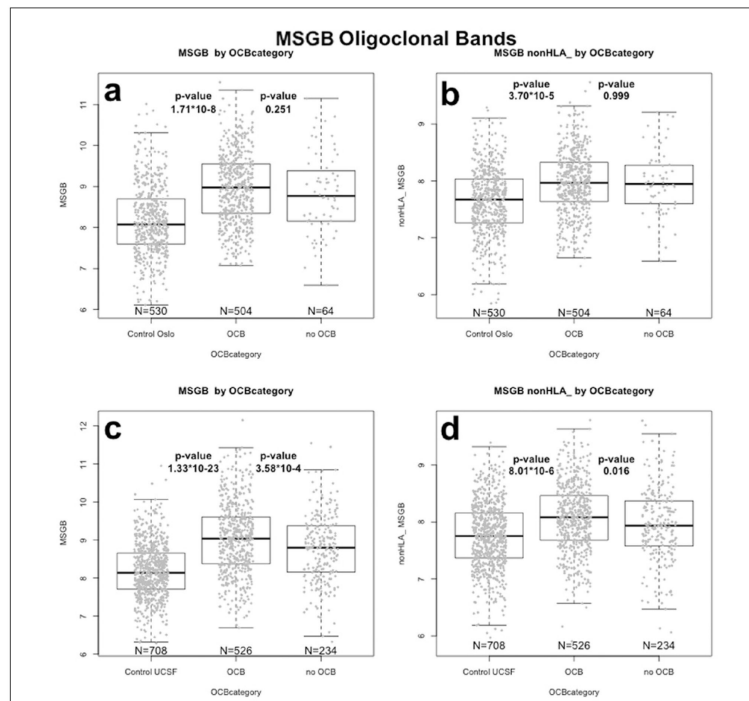 MSGB Oligoclonal Bands
MSGB by OCBcategory
a
p-value
1.71*10-8
p-value
0.251
MSGB
11
10
9
8
7
6
N=530
N=504
N=64
Control Oslo
OCB
no OCB
OCBcategory
MSGB nonHLA_ by OCBcategory
b
p-value
3.70*10-5
p-value
0.999
nonHLA_ MSGB
9
8
7
6
N=530
N=504
N=64
Control Oslo
OCB
no OCB
OCBcategory
MSGB by OCBcategory
c
p-value
1.33*10-23
p-value
3.58*10-4
MSGB
12
11
10
9
8
7
6
N=708
N=526
N=234
Control UCSF
OCB
no OCB
OCBcategory
MSGB nonHLA_ by OCBcategory
d
p-value
8.01*10-6
p-value
0.016
nonHLA_ MSGB
9
8
7
6
N=708
N=526
N=234
Control UCSF
OCB
no OCB
OCBcategory